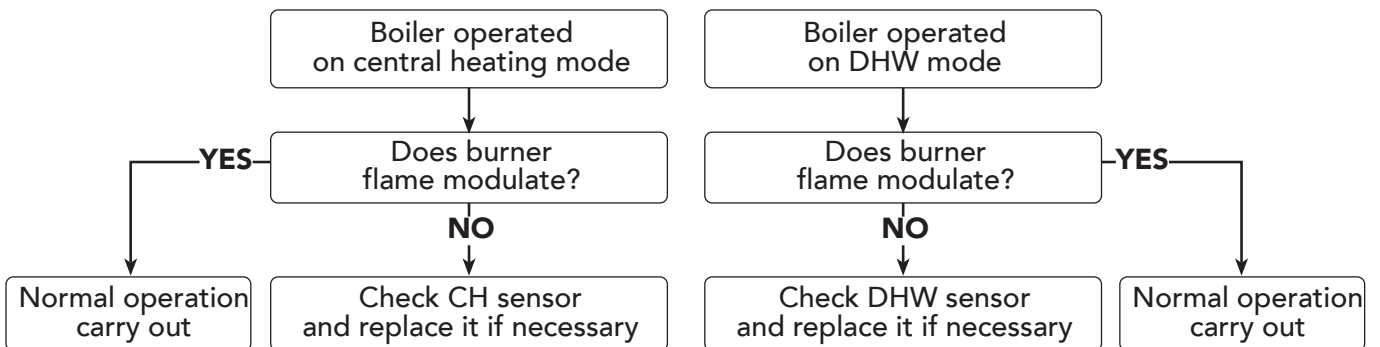 Boiler operated
on central heating mode
Boiler operated
on DHW mode
YES
Does burner
flame modulate?
Does burner
flame modulate?
YES
NO
NO
Normal operation
carry out
Check CH sensor
and replace it if necessary
Check DHW sensor
and replace it if necessary
Normal operation
carry out